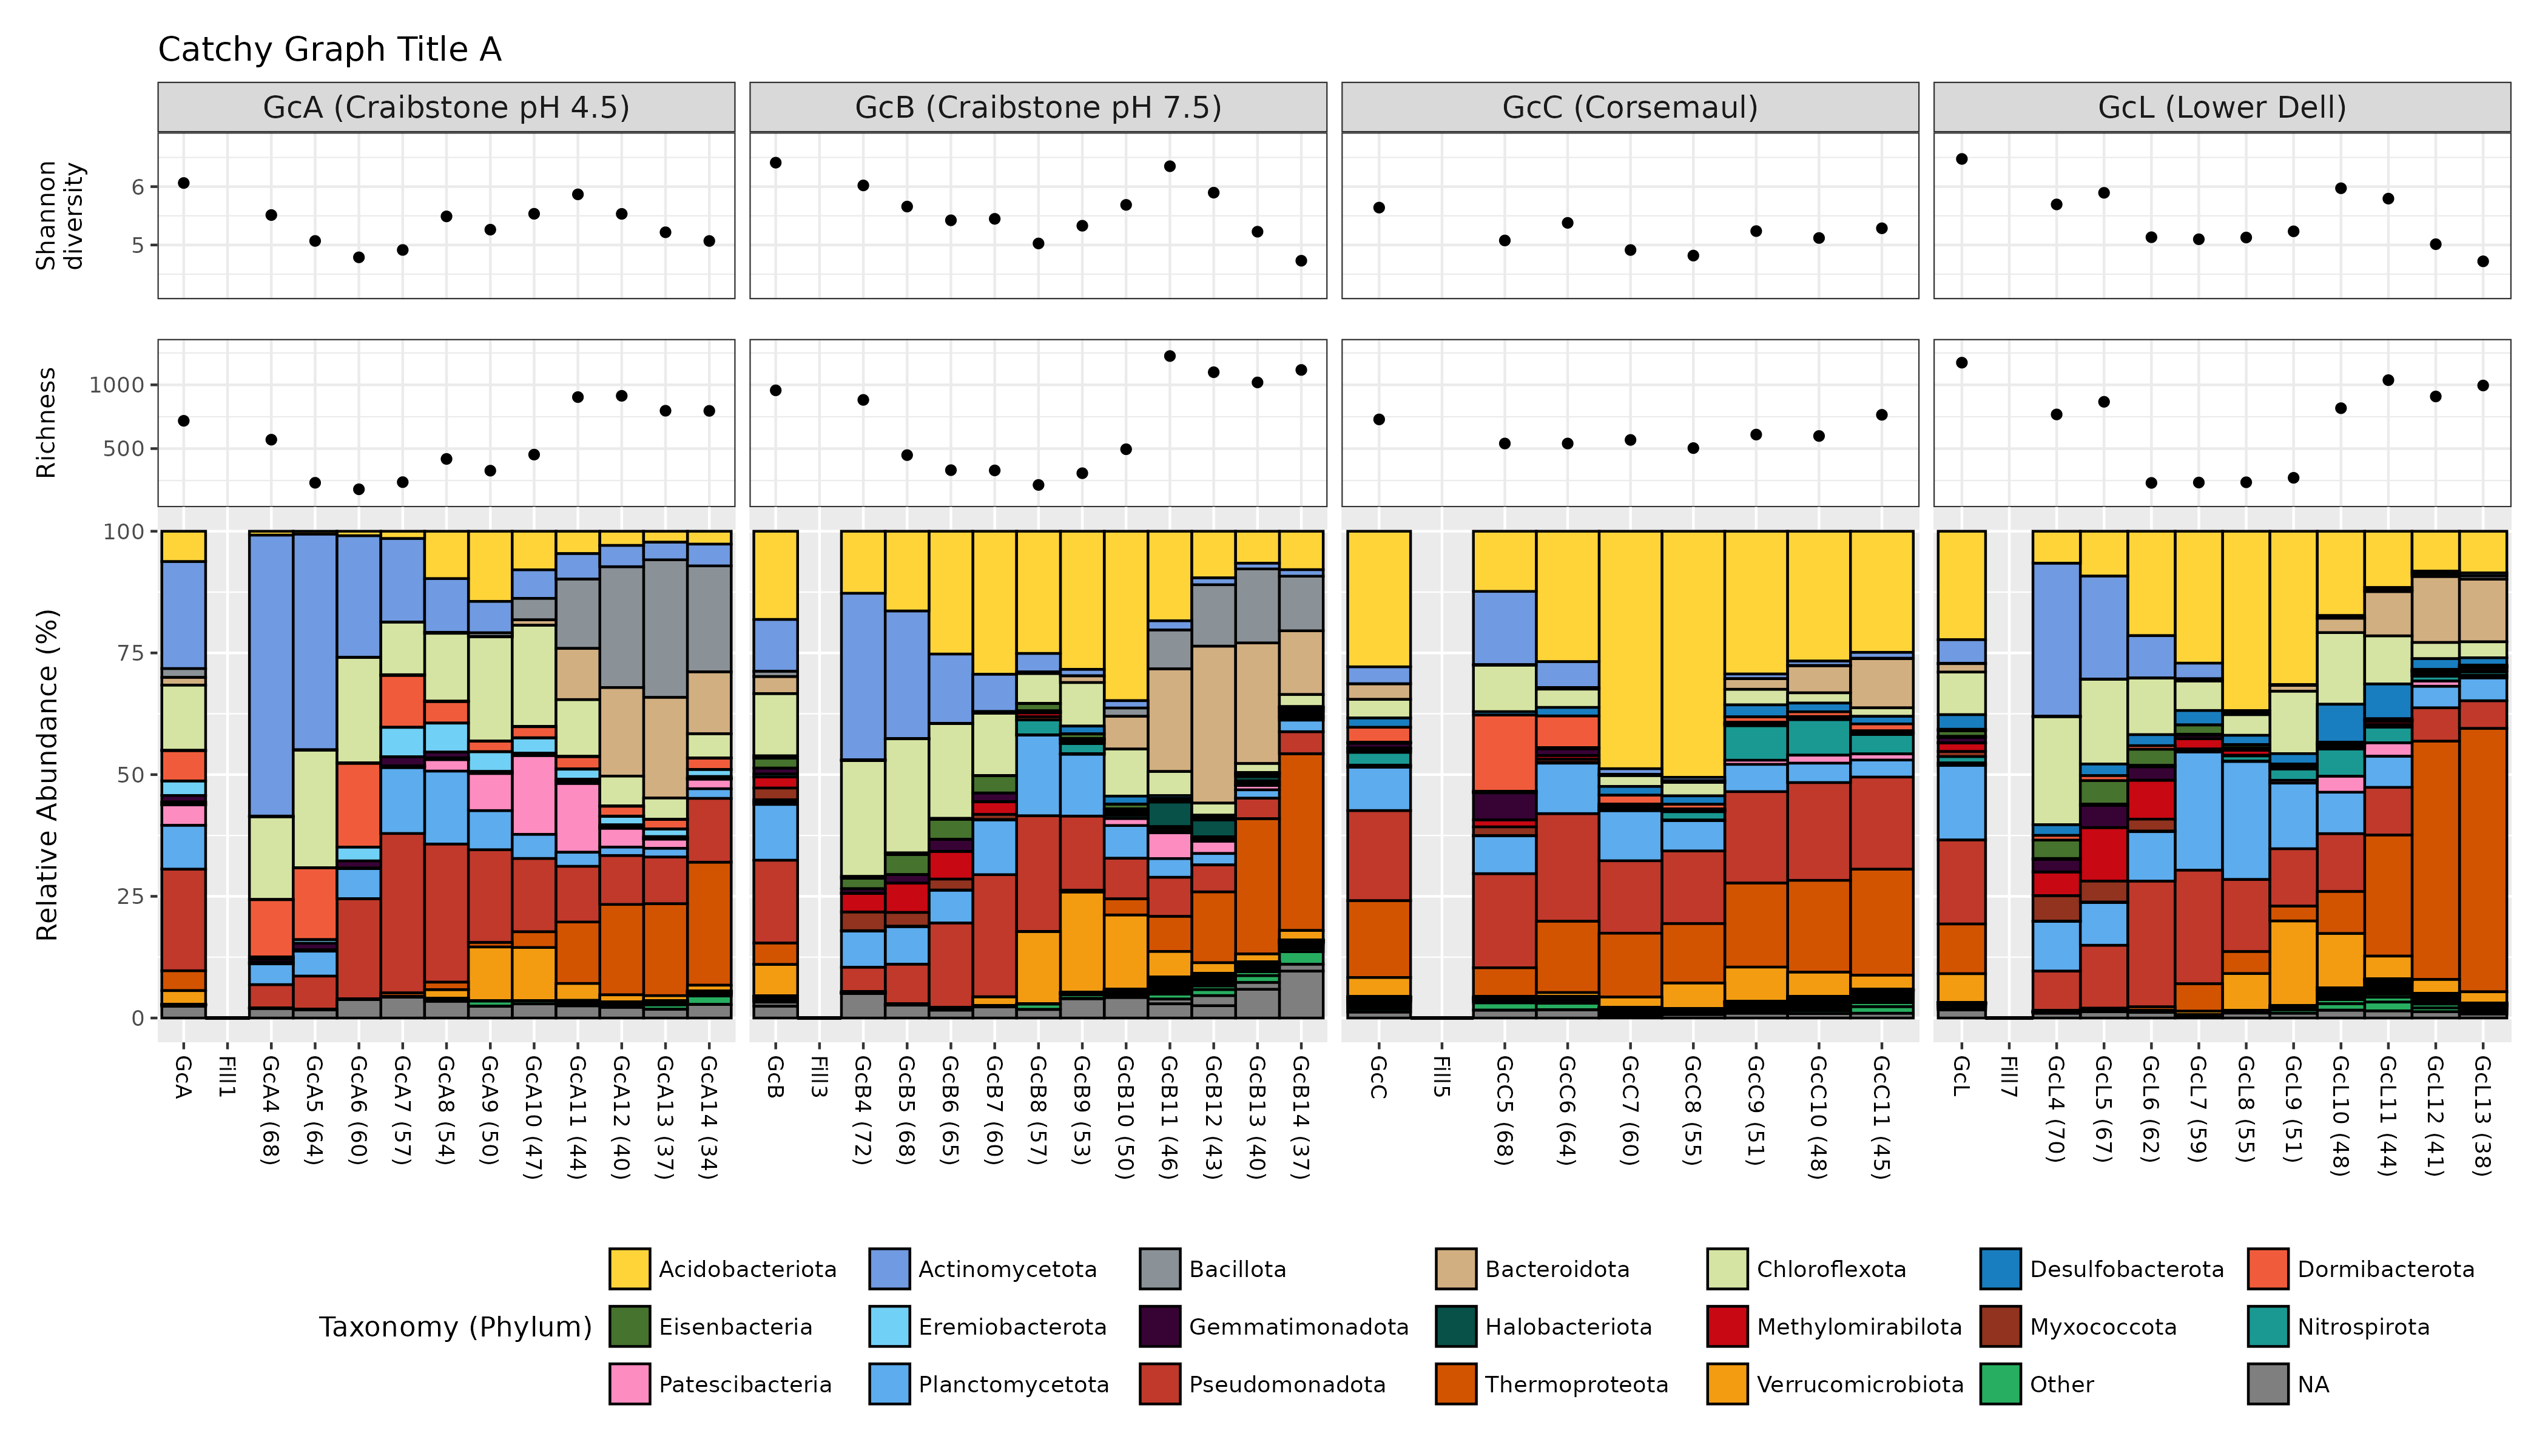 Catchy Graph Title A
GcA (Craibstone pH 4.5)
GcB (Craibstone pH 7.5)
GcC (Corsemaul)
GcL (Lower Dell)
Shannon
diversity
6
5
Richness
1000
500
Relative Abundance (%)
100
75
50
25
0
GcA
Fill1
GcA4 (68)
GcA5 (64)
GcA6 (60)
GcA7 (57)
GcA8 (54)
GcA9 (50)
GcA10 (47)
GcA11 (44)
GcA12 (40)
GcA13 (37)
GcA14 (34)
GcB
Fill3
GcB4 (72)
GcB5 (68)
GcB6 (65)
GcB7 (60)
GcB8 (57)
GcB9 (53)
GcB10 (50)
GcB11 (46)
GcB12 (43)
GcB13 (40)
GcB14 (37)
GcC
Fill5
GcC5 (68)
GcC6 (64)
GcC7 (60)
GcC8 (55)
GcC9 (51)
GcC10 (48)
GcC11 (45)
GcL
Fill7
GcL4 (70)
GcL5 (67)
GcL6 (62)
GcL7 (59)
GcL8 (55)
GcL9 (51)
GcL10 (48)
GcL11 (44)
GcL12 (41)
GcL13 (38)
Taxonomy (Phylum)
Acidobacteriota
Actinomycetota
Bacillota
Bacteroidota
Chloroflexota
Desulfobacterota
Dormibacterota
Eisenbacteria
Eremiobacterota
Gemmatimonadota
Halobacteriota
Methylomirabilota
Myxococcota
Nitrospirota
Patescibacteria
Planctomycetota
Pseudomonadota
Thermoproteota
Verrucomicrobiota
Other
NA